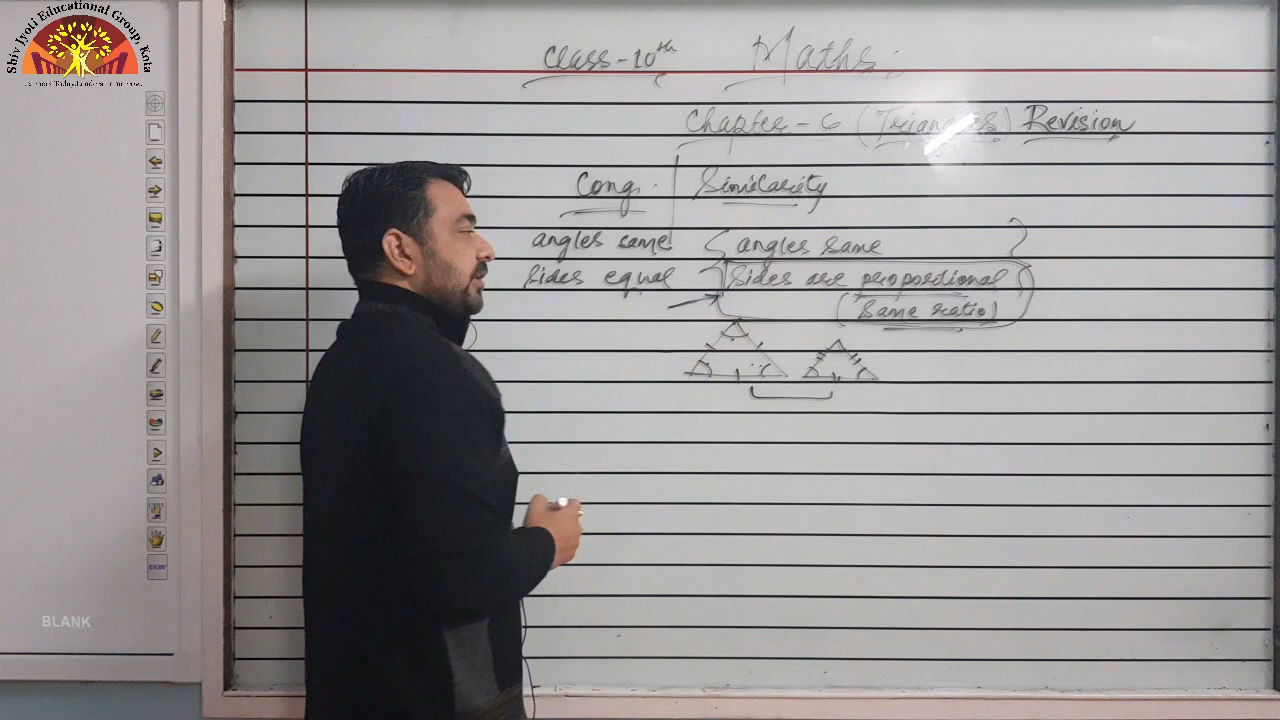 Shiv Jyoti Educational Group, Kota
Class-10th Maths
Chapter-6 (Triangles) Revision
Cong. Similarity
angles same angles same
sides equal Sides are proportional
(Same ratio)
BLANK